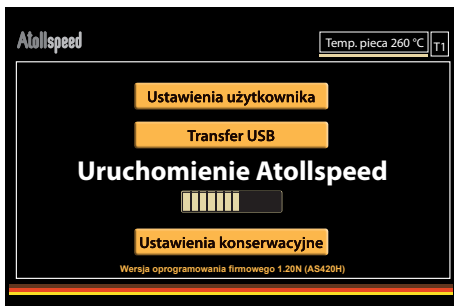 Atollspeed
Temp. pieca 260 °C T1
Ustawienia użytkownika
Transfer USB
Uruchomienie Atollspeed
Ustawienia konserwacyjne
Wersja oprogramowania firmowego 1.20N (AS420H)